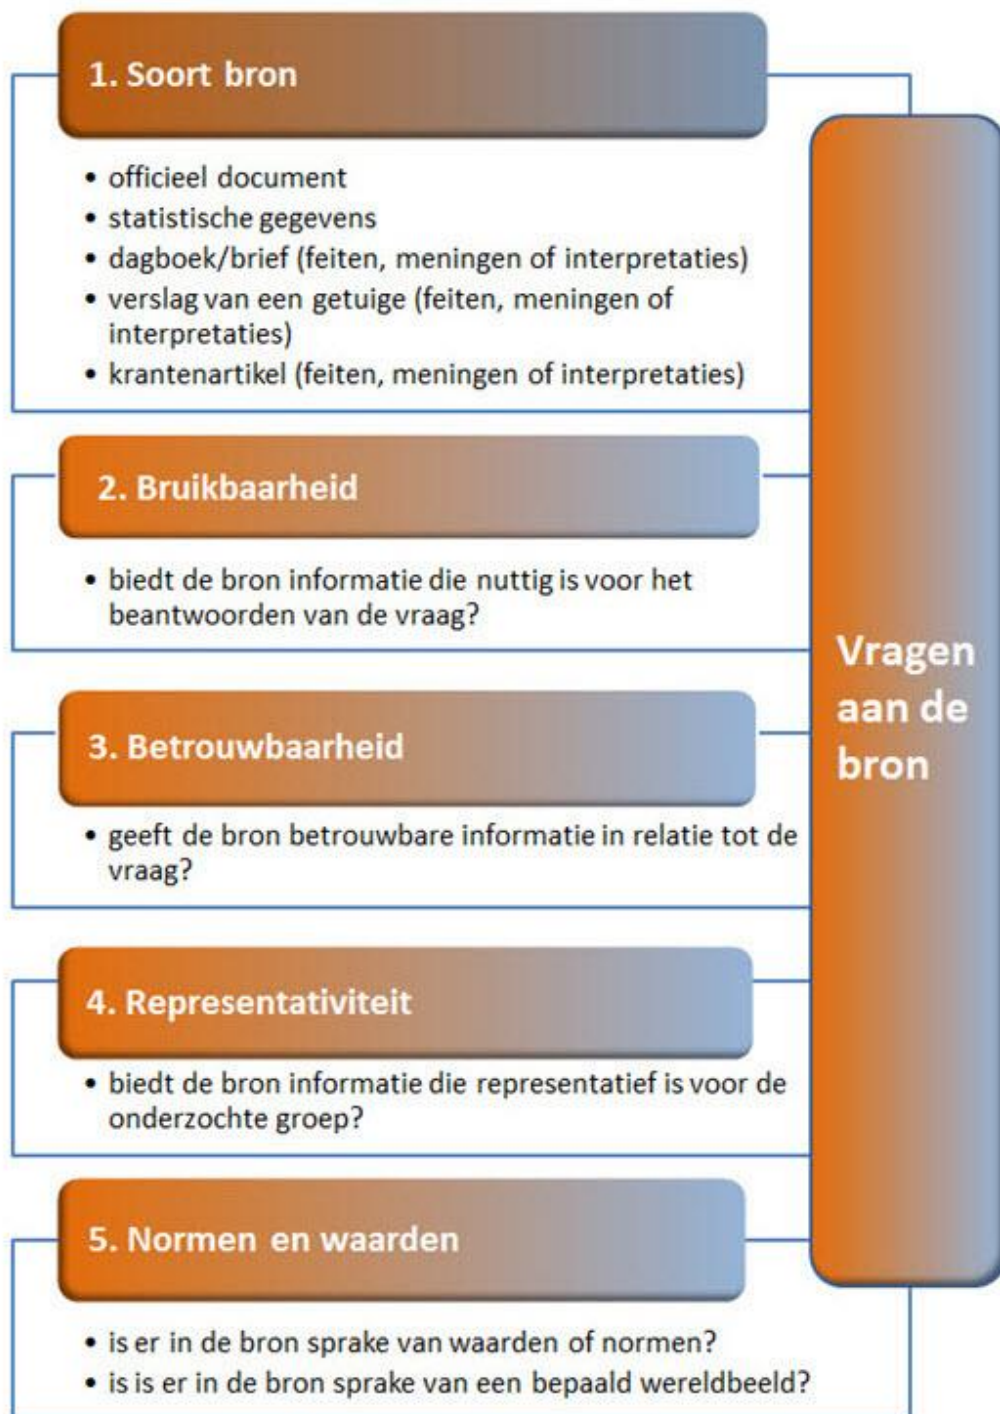 1. Soort bron
• officieel document
• statistische gegevens
• dagboek/brief (feiten, meningen of interpretaties)
• verslag van een getuige (feiten, meningen of
interpretaties)
• krantenartikel (feiten, meningen of interpretaties)
2. Bruikbaarheid
• biedt de bron informatie die nuttig is voor het
beantwoorden van de vraag?
3. Betrouwbaarheid
• geeft de bron betrouwbare informatie in relatie tot de
vraag?
4. Representativiteit
• biedt de bron informatie die representatief is voor de
onderzochte groep?
5. Normen en waarden
• is er in de bron sprake van waarden of normen?
• is is er in de bron sprake van een bepaald wereldbeeld?
Vragen
aan de
bron